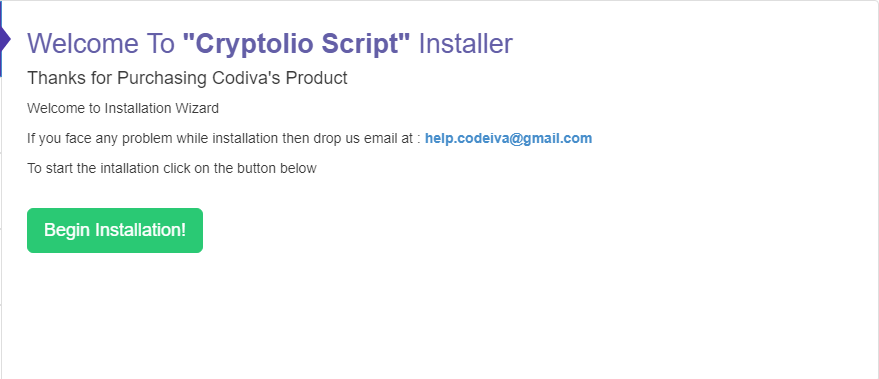 Welcome To "Cryptolio Script" Installer
Thanks for Purchasing Codiva's Product
Welcome to Installation Wizard
If you face any problem while installation then drop us email at : help.codeiva@gmail.com
To start the intallation click on the button below
Begin Installation!